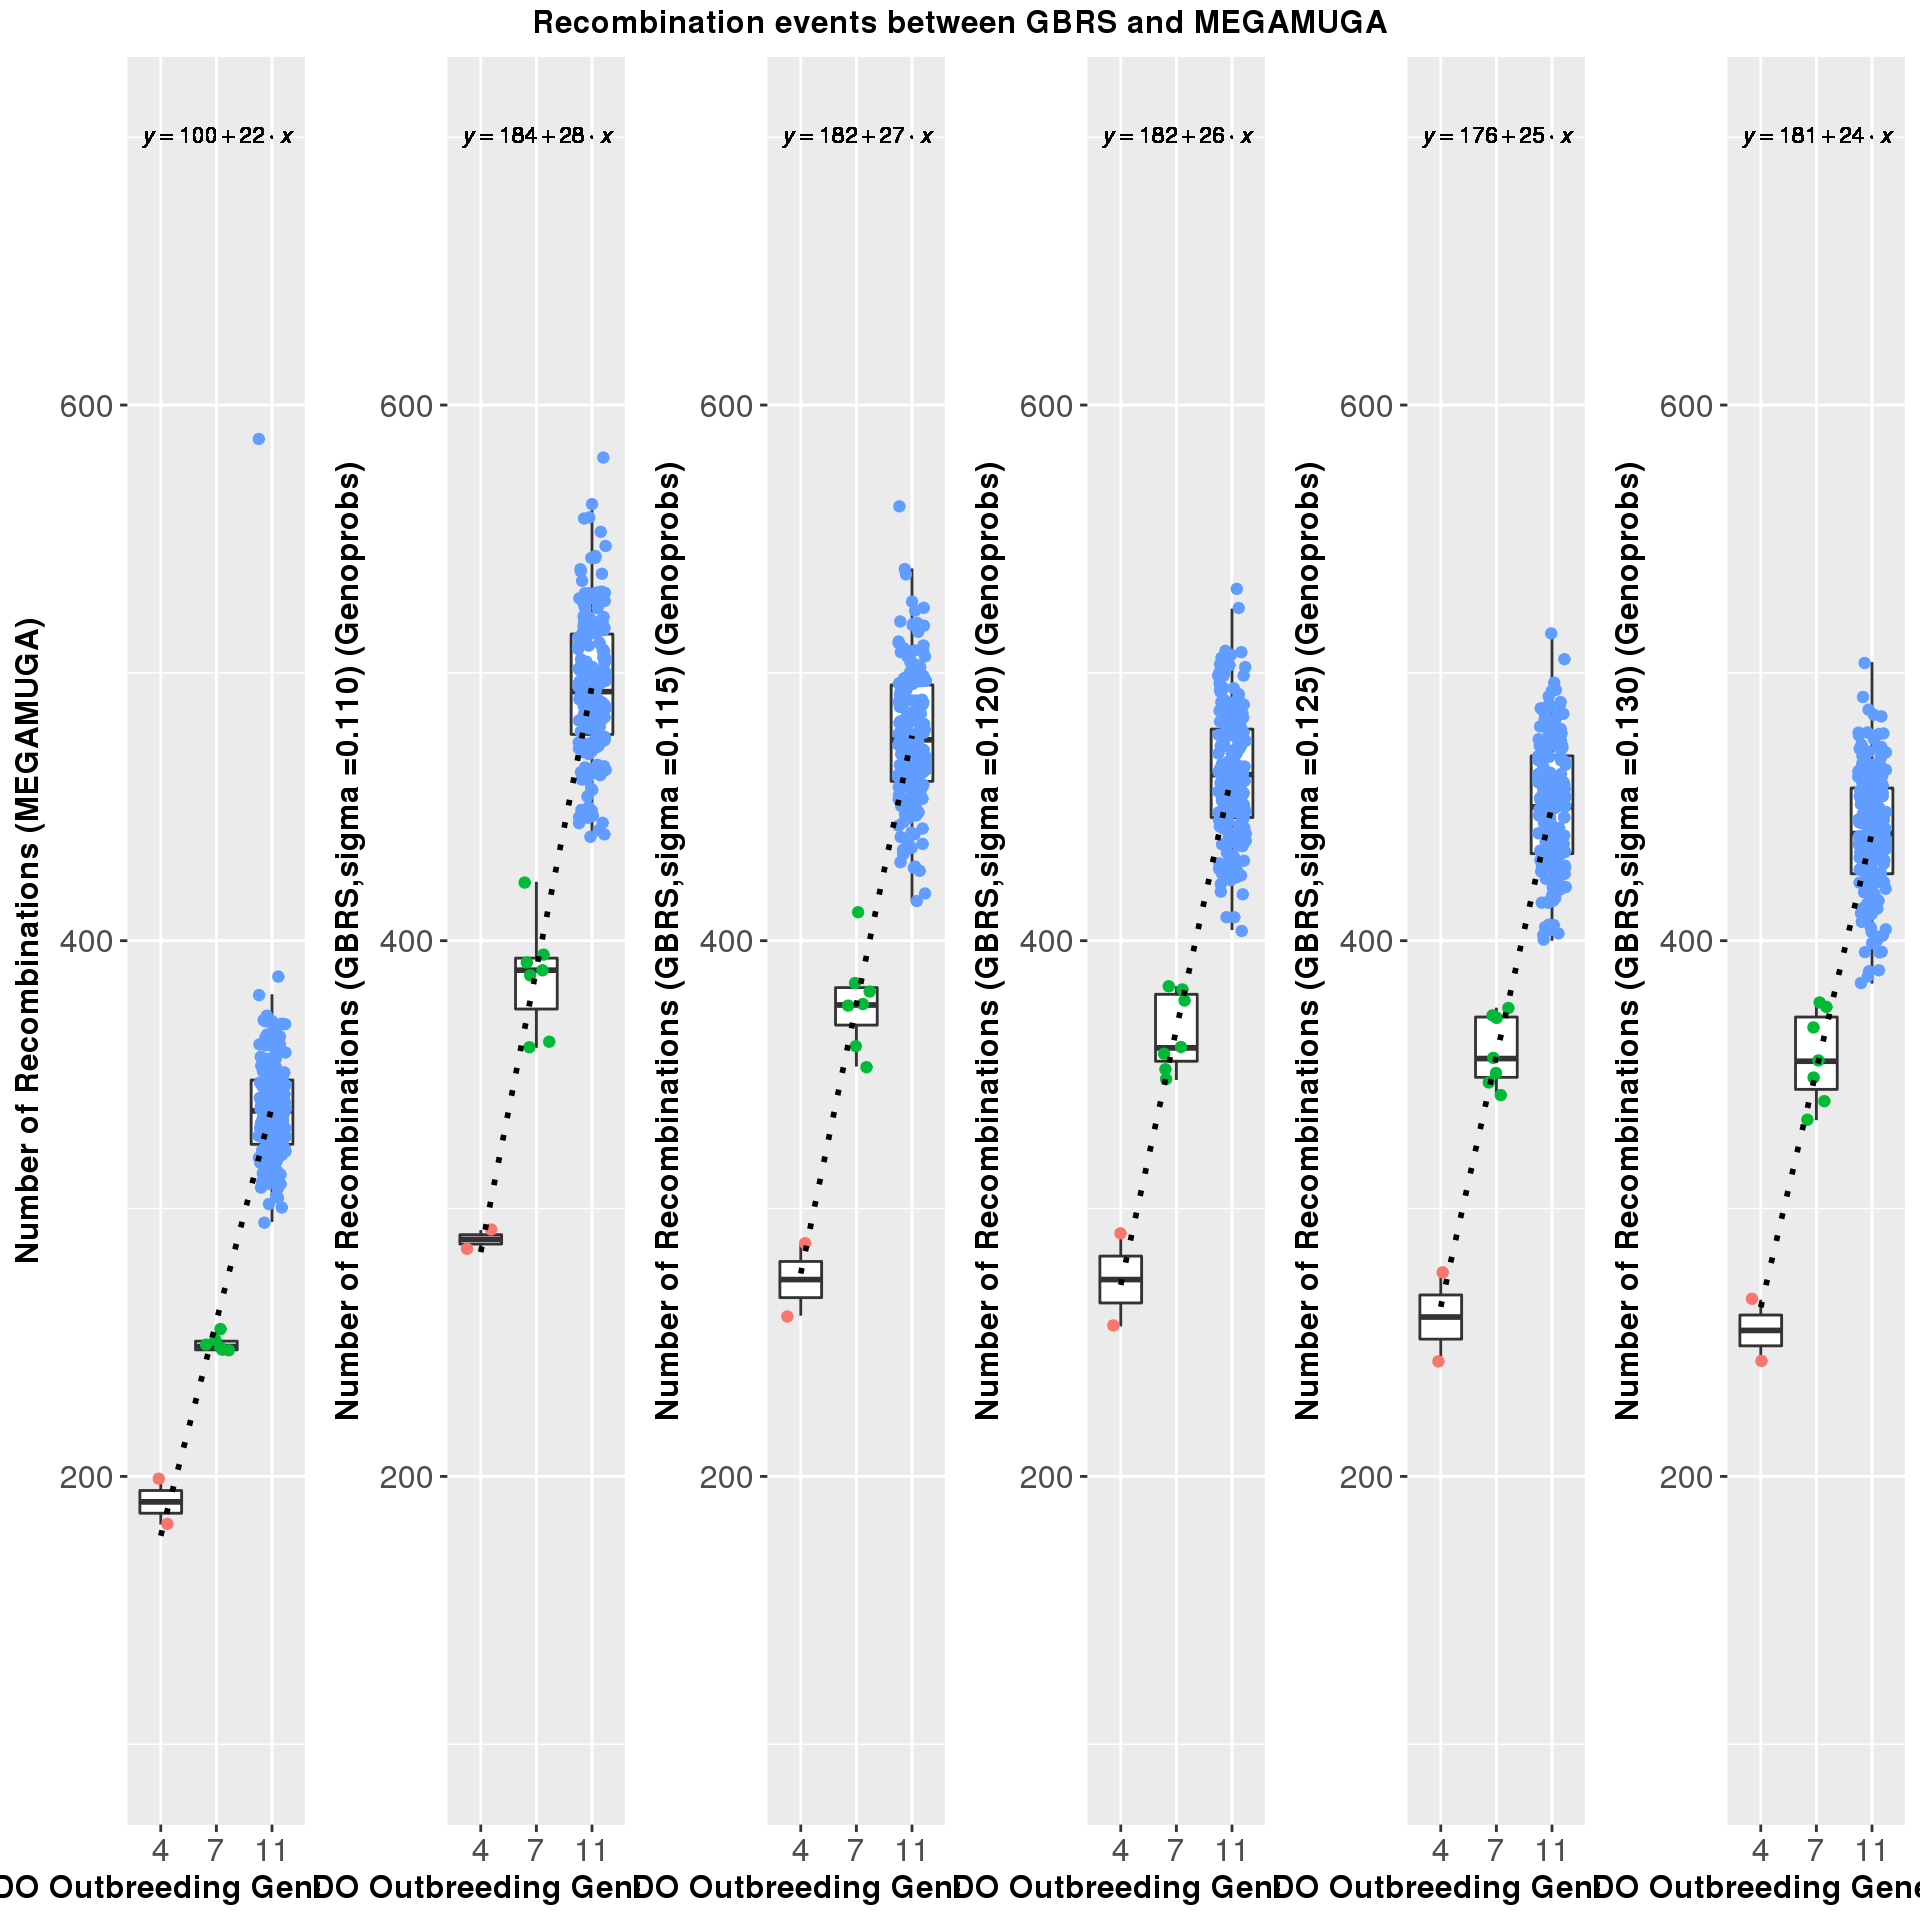 Recombination events between GBRS and MEGAMUGA
y = 100 + 22 · x
y = 184 + 28 · x
y = 182 + 27 · x
y = 182 + 26 · x
y = 176 + 25 · x
y = 181 + 24 · x
Number of Recombinations (MEGAMUGA)
600
400
200
4 7 11
DO Outbreeding Gen
Number of Recombinations (GBRS,sigma =0.110) (Genoprobs)
600
400
200
4 7 11
DO Outbreeding Gen
Number of Recombinations (GBRS,sigma =0.115) (Genoprobs)
600
400
200
4 7 11
DO Outbreeding Gen
Number of Recombinations (GBRS,sigma =0.120) (Genoprobs)
600
400
200
4 7 11
DO Outbreeding Gen
Number of Recombinations (GBRS,sigma =0.125) (Genoprobs)
600
400
200
4 7 11
DO Outbreeding Gen
Number of Recombinations (GBRS,sigma =0.130) (Genoprobs)
600
400
200
4 7 11
DO Outbreeding Gene